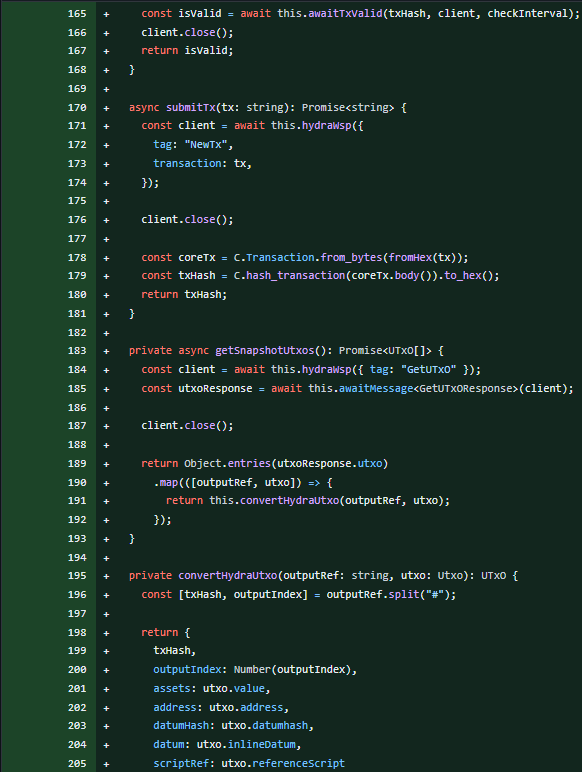 165 +     const isValid = await this.awaitTxValid(txHash, client, checkInterval);
166 +     client.close();
167 +     return isValid;
168 +   }
169 +
170 +   async submitTx(tx: string): Promise<string> {
171 +     const client = await this.hydraWsp({
172 +       tag: "NewTx",
173 +       transaction: tx,
174 +     });
175 +
176 +     client.close();
177 +
178 +     const coreTx = C.Transaction.from_bytes(fromHex(tx));
179 +     const txHash = C.hash_transaction(coreTx.body()).to_hex();
180 +     return txHash;
181 +   }
182 +
183 +   private async getSnapshotUtxos(): Promise<UTxO[]> {
184 +     const client = await this.hydraWsp({ tag: "GetUTxO" });
185 +     const utxoResponse = await this.awaitMessage<GetUTxOResponse>(client);
186 +
187 +     client.close();
188 +
189 +     return Object.entries(utxoResponse.utxo)
190 +       .map(([outputRef, utxo]) => {
191 +         return this.convertHydraUtxo(outputRef, utxo);
192 +       });
193 +   }
194 +
195 +   private convertHydraUtxo(outputRef: string, utxo: Utxo): UTxO {
196 +     const [txHash, outputIndex] = outputRef.split("#");
197 +
198 +     return {
199 +       txHash,
200 +       outputIndex: Number(outputIndex),
201 +       assets: utxo.value,
202 +       address: utxo.address,
203 +       datumHash: utxo.datumhash,
204 +       datum: utxo.inlineDatum,
205 +       scriptRef: utxo.referenceScript